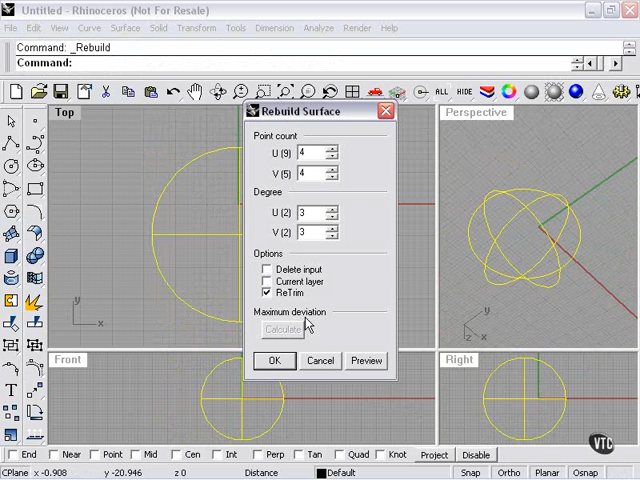 Untitled - Rhinoceros (Not For Resale)
File Edit View Curve Surface Solid Transform Tools Dimension Analyze Render Help
Command: _Rebuild
Command:
ALL HIDE
Top
Perspective
Rebuild Surface
Point count
U (9) 4
V (5) 4
Degree
U (2) 3
V (2) 3
Options
Delete input
Current layer
ReTrim
Maximum deviation
Calculate
OK Cancel Preview
y
x
y
z x
Front
Right
T
VTC
End Near Point Mid Cen Int Perp Tan Quad Knot Project Disable
CPlane x -0.908 y -20.946 z 0 Distance Default Snap Ortho Planar Osnap